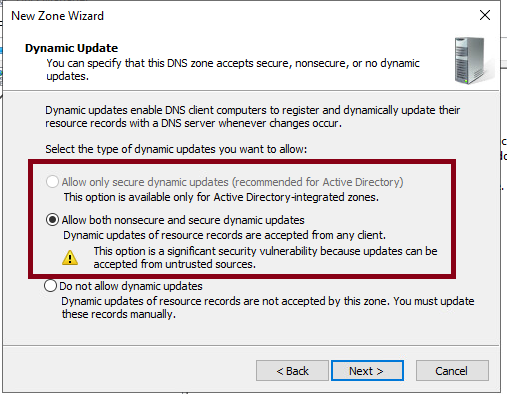 New Zone Wizard
Dynamic Update
You can specify that this DNS zone accepts secure, nonsecure, or no dynamic
updates.
Dynamic updates enable DNS client computers to register and dynamically update their
resource records with a DNS server whenever changes occur.
Select the type of dynamic updates you want to allow:
Allow only secure dynamic updates (recommended for Active Directory)
This option is available only for Active Directory-integrated zones.
Allow both nonsecure and secure dynamic updates
Dynamic updates of resource records are accepted from any client.
This option is a significant security vulnerability because updates can be
accepted from untrusted sources.
Do not allow dynamic updates
Dynamic updates of resource records are not accepted by this zone. You must update
these records manually.
< Back
Next >
Cancel